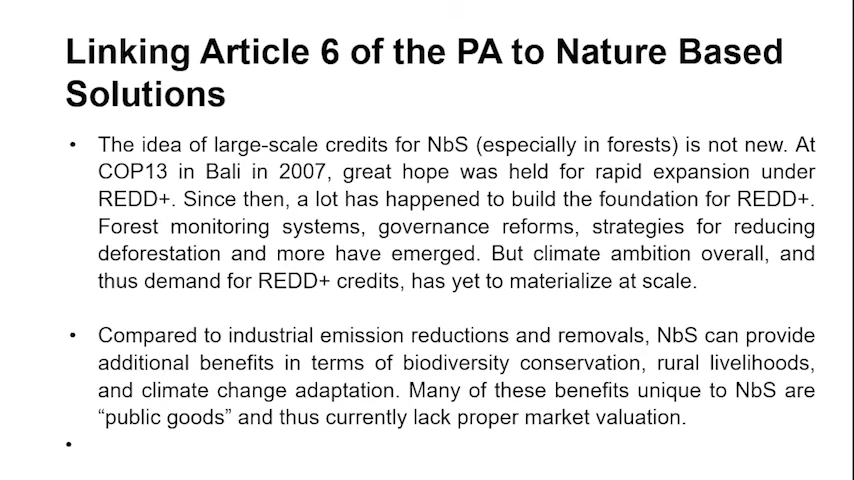 Linking Article 6 of the PA to Nature Based
Solutions
• The idea of large-scale credits for NbS (especially in forests) is not new. At
COP13 in Bali in 2007, great hope was held for rapid expansion under
REDD+. Since then, a lot has happened to build the foundation for REDD+.
Forest monitoring systems, governance reforms, strategies for reducing
deforestation and more have emerged. But climate ambition overall, and
thus demand for REDD+ credits, has yet to materialize at scale.
• Compared to industrial emission reductions and removals, NbS can provide
additional benefits in terms of biodiversity conservation, rural livelihoods,
and climate change adaptation. Many of these benefits unique to NbS are
“public goods” and thus currently lack proper market valuation.
•